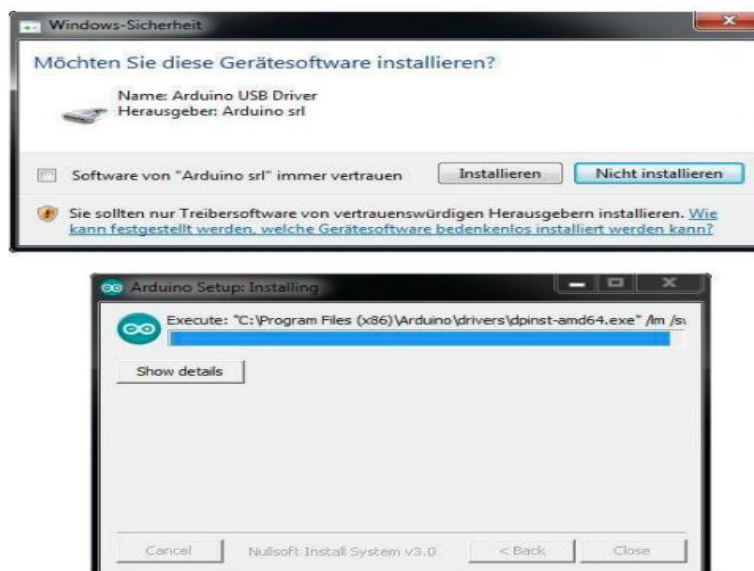 Windows-Sicherheit
Möchten Sie diese Gerätesoftware installieren?
Name: Arduino USB Driver
Herausgeber: Arduino srl
Software von "Arduino srl" immer vertrauen
Installieren
Nicht installieren
Sie sollten nur Treibersoftware von vertrauenswürdigen Herausgebern installieren. Wie
kann festgestellt werden, welche Gerätesoftware bedenkenlos installiert werden kann?
Arduino Setup: Installing
Execute: "C:\Program Files (x86)\Arduino\drivers\dpinst-amd64.exe" /lm
Show details
Cancel
Nullsoft Install System v3.0
< Back
Close